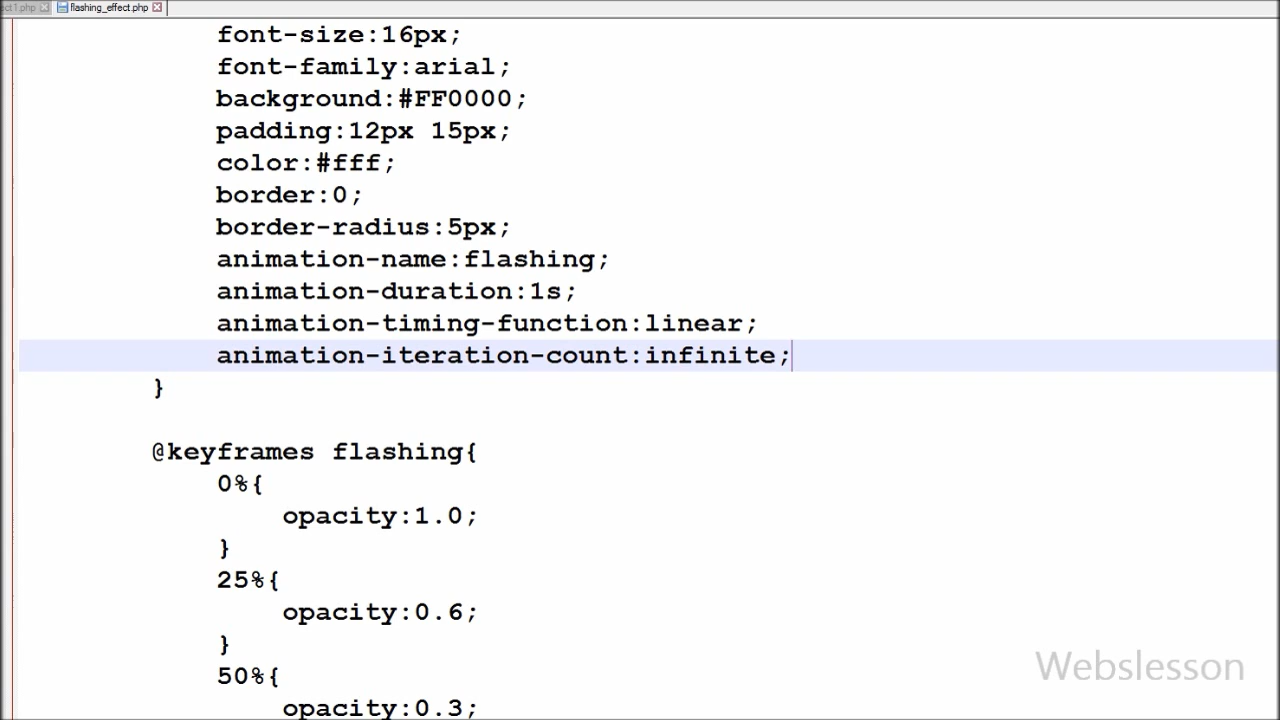 ect1.php
flashing_effect.php
font-size:16px;
font-family:arial;
background:#FF0000;
padding:12px 15px;
color:#fff;
border:0;
border-radius:5px;
animation-name:flashing;
animation-duration:1s;
animation-timing-function:linear;
animation-iteration-count:infinite;
}
@keyframes flashing{
0%{
opacity:1.0;
}
25%{
opacity:0.6;
}
50%{
opacity:0.3;
Webslesson